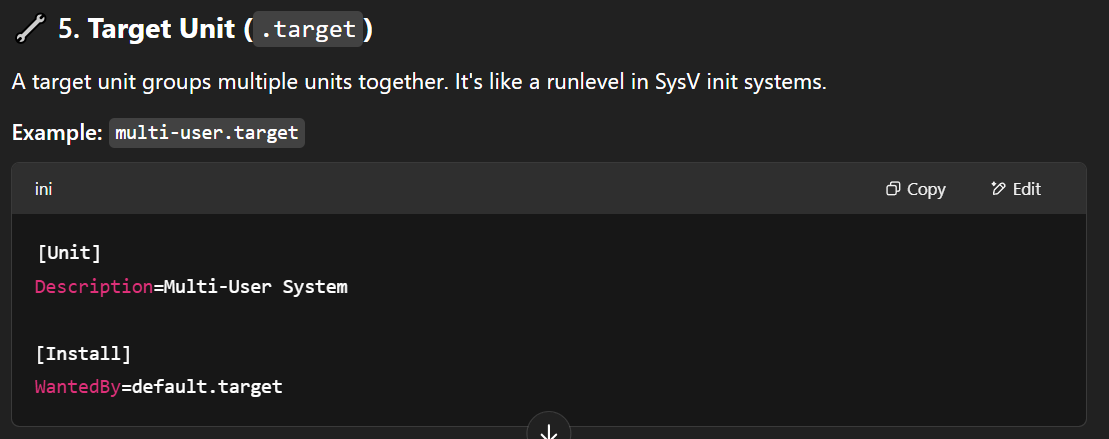 5. Target Unit (.target)
A target unit groups multiple units together. It's like a runlevel in SysV init systems.
Example: multi-user.target
ini Copy Edit
[Unit]
Description=Multi-User System
[Install]
WantedBy=default.target